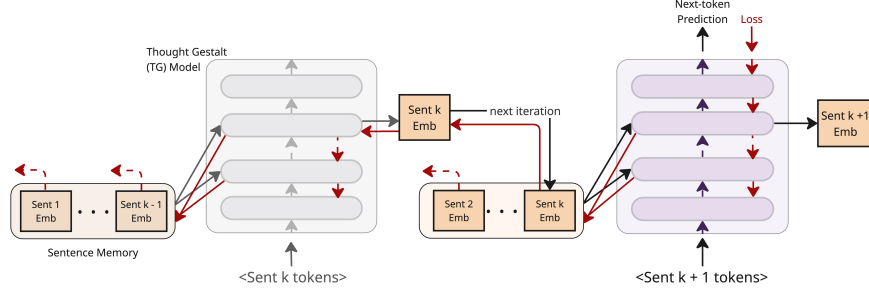 Thought Gestalt
(TG) Model
Sent 1
Emb
Sent k - 1
Emb
Sentence Memory
<Sent k tokens>
Sent k
Emb
next iteration
Sent 2
Emb
Sent k
Emb
Next-token
Prediction
Loss
<Sent k + 1 tokens>
Sent k +1
Emb